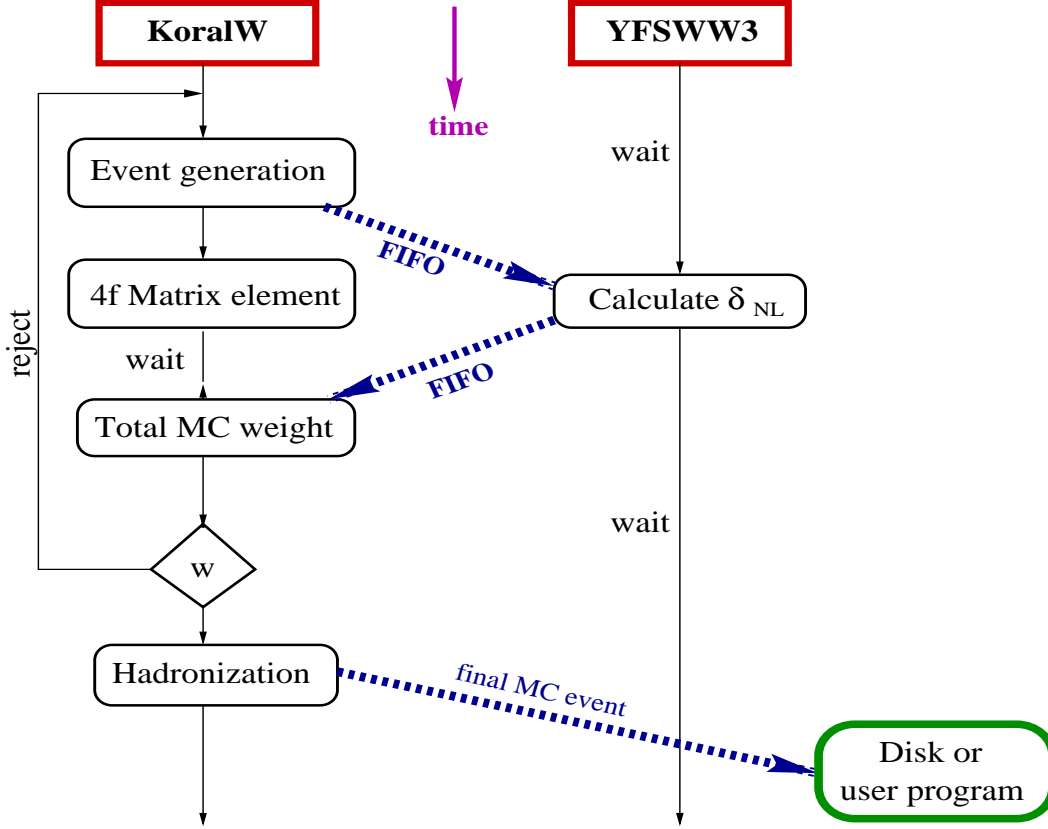 KoralW
YFSWW3
time
wait
Event generation
FIFO
4f Matrix element
Calculate δ NL
reject
wait
FIFO
Total MC weight
wait
w
Hadronization
final MC event
Disk or
user program